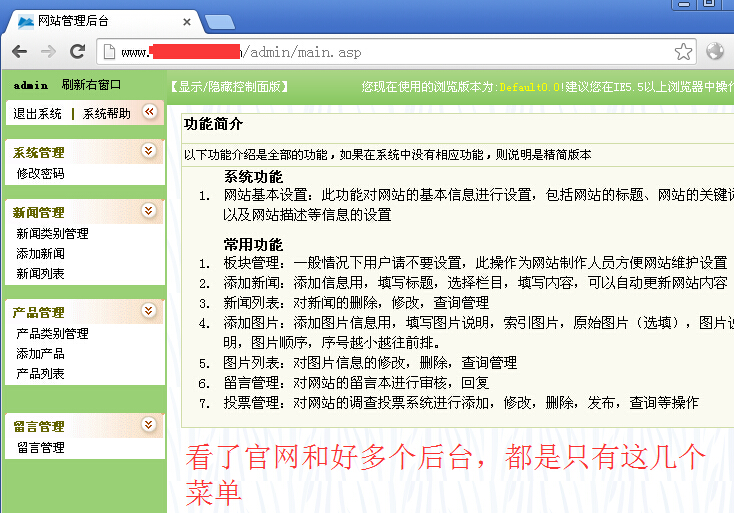 网站管理后台
www. /admin/main.asp
admin 刷新右窗口
【显示/隐藏控制面版】 您现在使用的浏览版本为:Default0.0!建议您在IE5.5以上浏览器中操作
退出系统 | 系统帮助
系统管理
修改密码
新闻管理
新闻类别管理
添加新闻
新闻列表
产品管理
产品类别管理
添加产品
产品列表
留言管理
留言管理
功能简介
以下功能介绍是全部的功能,如果在系统中没有相应功能,则说明是精简版本
系统功能
1. 网站基本设置：此功能对网站的基本信息进行设置，包括网站的标题、网站的关键词
以及网站描述等信息的设置
常用功能
1. 板块管理：一般情况下用户请不要设置，此操作为网站制作人员方便网站维护设置
2. 添加新闻：添加信息用，填写标题，选择栏目，填写内容，可以自动更新网站内容
3. 新闻列表：对新闻的删除，修改，查询管理
4. 添加图片：添加图片信息用，填写图片说明，索引图片，原始图片（选填），图片说
明，图片顺序，序号越小越往前排。
5. 图片列表：对图片信息的修改，删除，查询管理
6. 留言管理：对网站的留言本进行审核，回复
7. 投票管理：对网站的调查投票系统进行添加，修改，删除，发布，查询等操作
看了官网和好多个后台，都是只有这几个
菜单